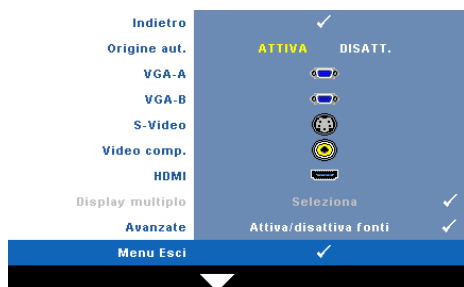 Indietro
Origine aut. ATTIVA DISATT.
VGA-A
VGA-B
S-Video
Video comp.
HDMI
Display multiplo Seleziona
Avanzate Attiva/disattiva fonti
Menu Esci